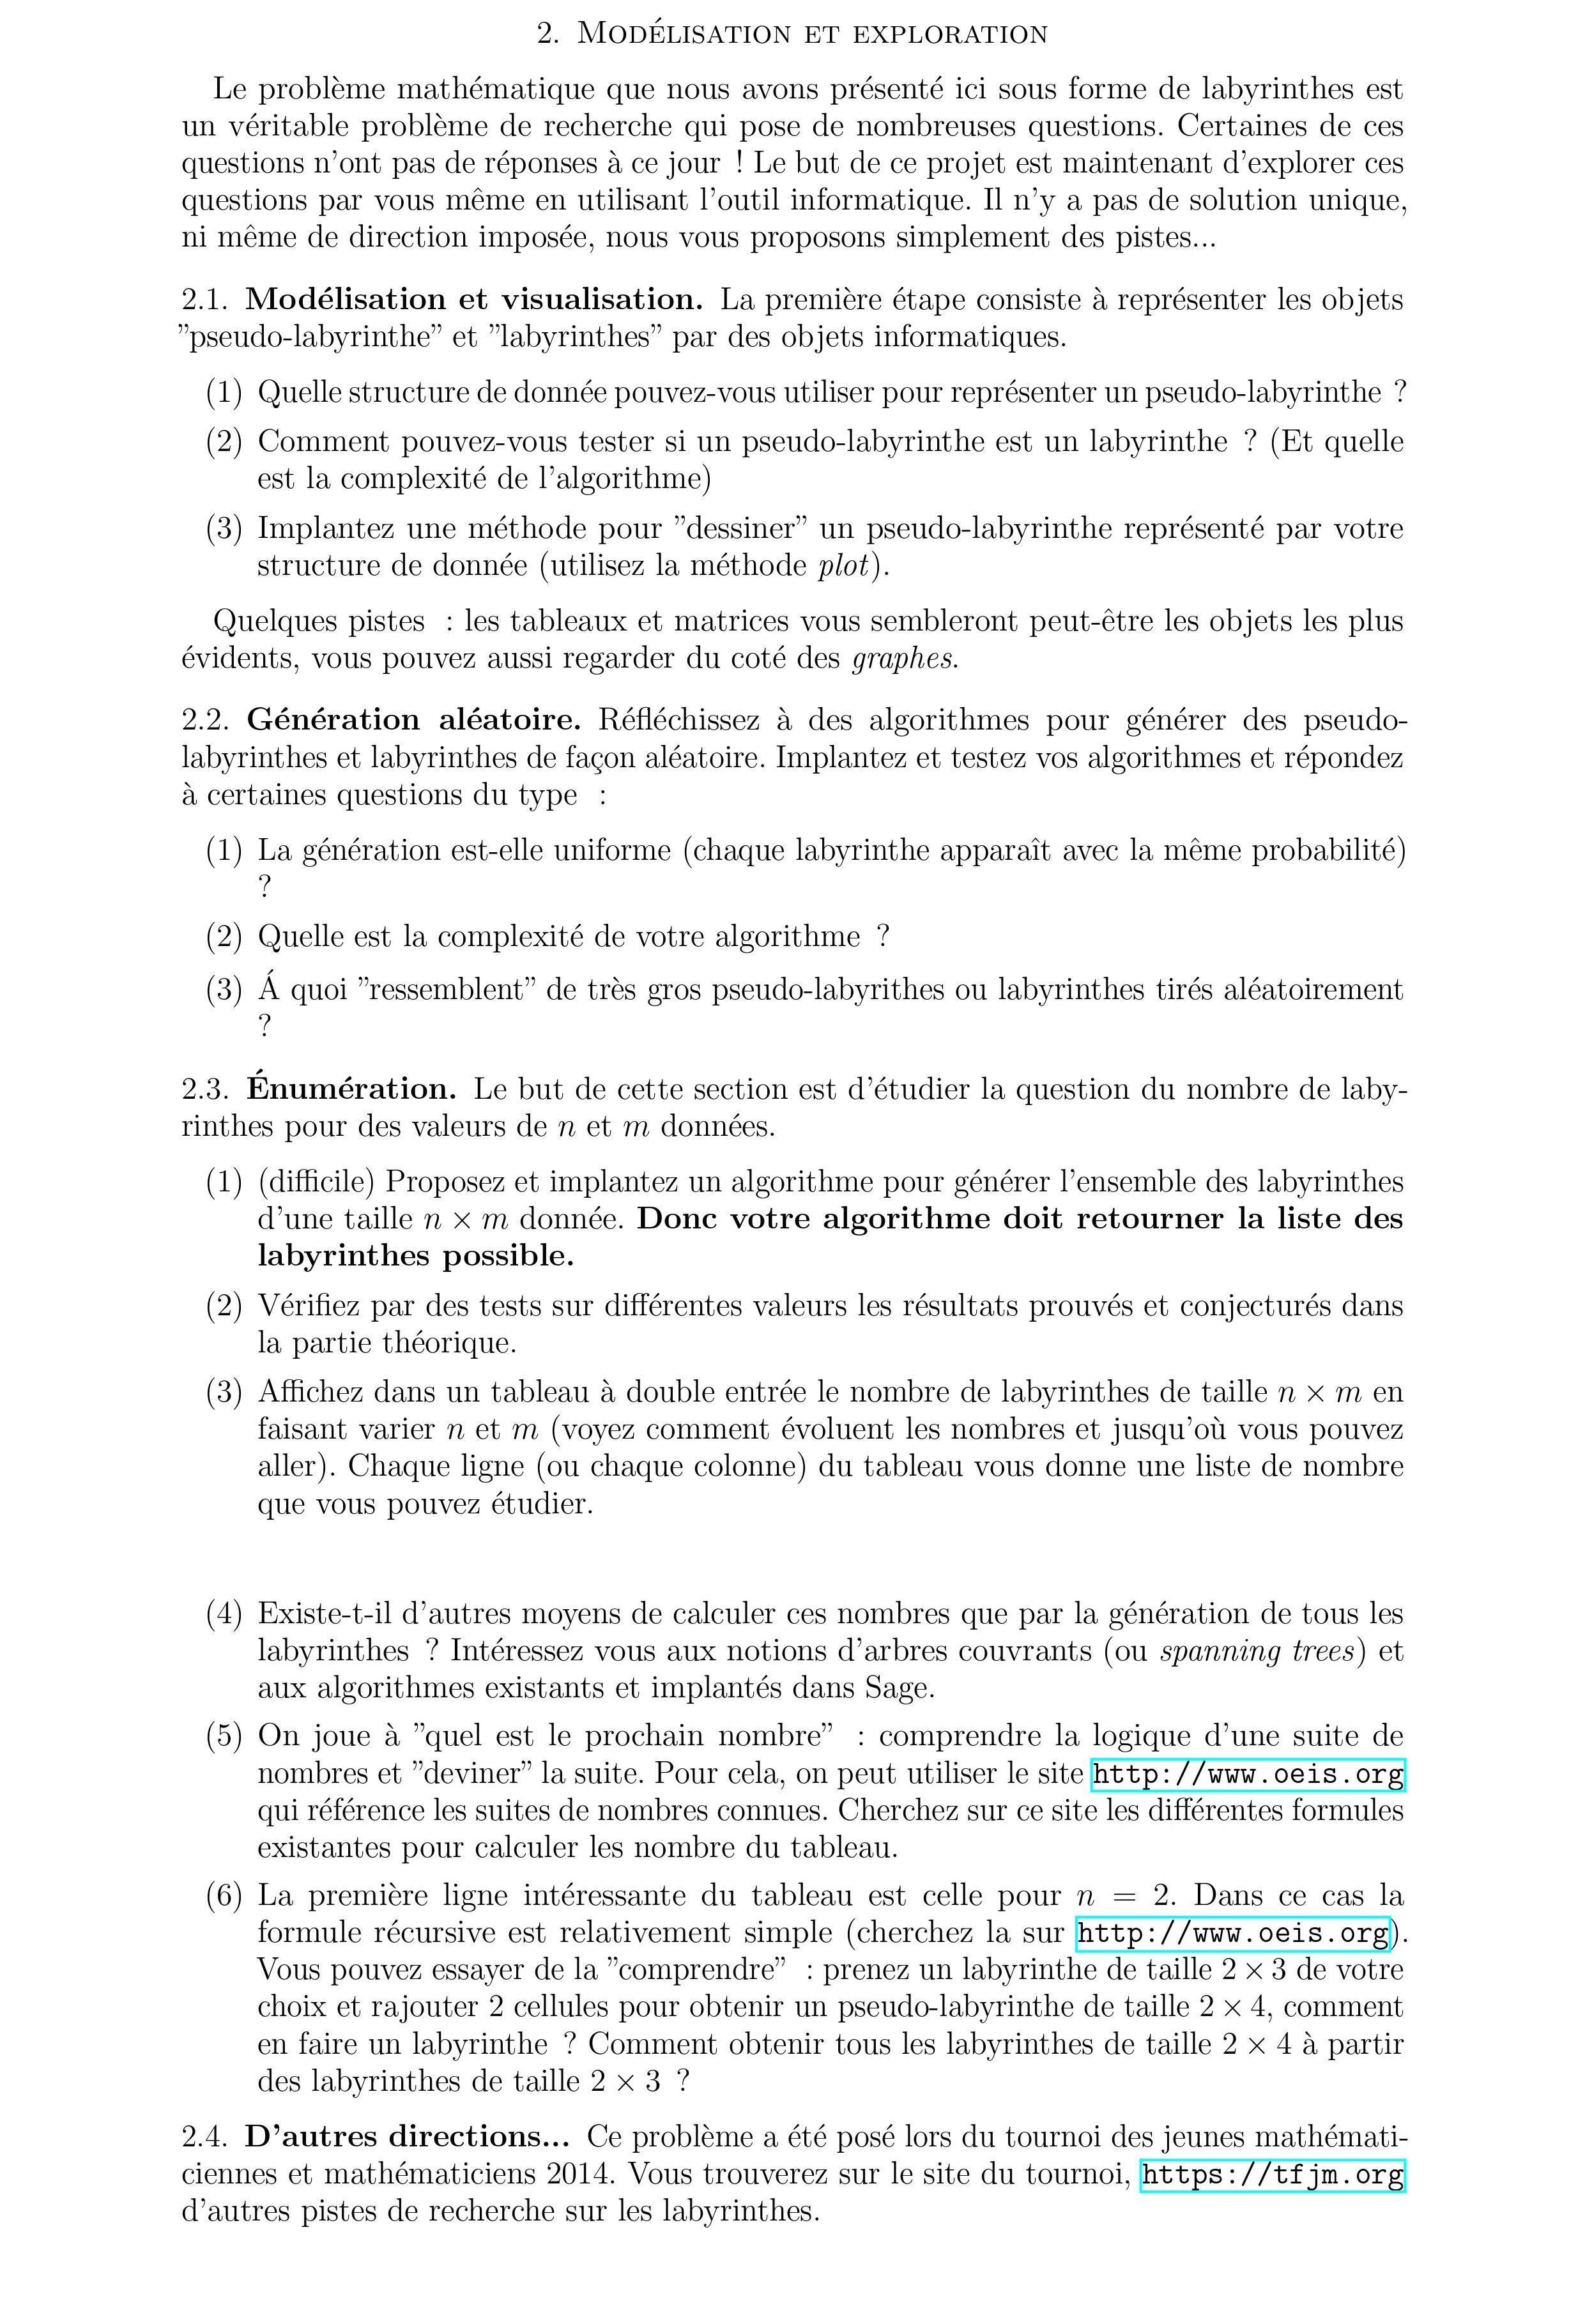 2. Modélisation et exploration
Le problème mathématique que nous avons présenté ici sous forme de labyrinthes est
un véritable problème de recherche qui pose de nombreuses questions. Certaines de ces
questions n'ont pas de réponses à ce jour ! Le but de ce projet est maintenant d'explorer ces
questions par vous même en utilisant l'outil informatique. Il n'y a pas de solution unique,
ni même de direction imposée, nous vous proposons simplement des pistes...
2.1. Modélisation et visualisation. La première étape consiste à représenter les objets
"pseudo-labyrinthe" et "labyrinthes" par des objets informatiques.
(1) Quelle structure de donnée pouvez-vous utiliser pour représenter un pseudo-labyrinthe ?
(2) Comment pouvez-vous tester si un pseudo-labyrinthe est un labyrinthe ? (Et quelle
est la complexité de l'algorithme)
(3) Implantez une méthode pour "dessiner" un pseudo-labyrinthe représenté par votre
structure de donnée (utilisez la méthode plot).
Quelques pistes : les tableaux et matrices vous sembleront peut-être les objets les plus
évidents, vous pouvez aussi regarder du coté des graphes.
2.2. Génération aléatoire. Réfléchissez à des algorithmes pour générer des pseudo-
labyrinthes et labyrinthes de façon aléatoire. Implantez et testez vos algorithmes et répondez
à certaines questions du type :
(1) La génération est-elle uniforme (chaque labyrinthe apparaît avec la même probabilité)
?
(2) Quelle est la complexité de votre algorithme ?
(3) Á quoi "ressemblent" de très gros pseudo-labyrithes ou labyrinthes tirés aléatoirement
?
2.3. Énumération. Le but de cette section est d'étudier la question du nombre de laby-
rinthes pour des valeurs de n et m données.
(1) (difficile) Proposez et implantez un algorithme pour générer l'ensemble des labyrinthes
d'une taille n × m donnée. Donc votre algorithme doit retourner la liste des
labyrinthes possible.
(2) Vérifiez par des tests sur différentes valeurs les résultats prouvés et conjecturés dans
la partie théorique.
(3) Affichez dans un tableau à double entrée le nombre de labyrinthes de taille n × m en
faisant varier n et m (voyez comment évoluent les nombres et jusqu'où vous pouvez
aller). Chaque ligne (ou chaque colonne) du tableau vous donne une liste de nombre
que vous pouvez étudier.
(4) Existe-t-il d'autres moyens de calculer ces nombres que par la génération de tous les
labyrinthes ? Intéressez vous aux notions d'arbres couvrants (ou spanning trees) et
aux algorithmes existants et implantés dans Sage.
(5) On joue à "quel est le prochain nombre" : comprendre la logique d'une suite de
nombres et "deviner" la suite. Pour cela, on peut utiliser le site http://www.oeis.org
qui référence les suites de nombres connues. Cherchez sur ce site les différentes formules
existantes pour calculer les nombre du tableau.
(6) La première ligne intéressante du tableau est celle pour n = 2. Dans ce cas la
formule récursive est relativement simple (cherchez la sur http://www.oeis.org).
Vous pouvez essayer de la "comprendre" : prenez un labyrinthe de taille 2 × 3 de votre
choix et rajouter 2 cellules pour obtenir un pseudo-labyrinthe de taille 2 × 4, comment
en faire un labyrinthe ? Comment obtenir tous les labyrinthes de taille 2 × 4 à partir
des labyrinthes de taille 2 × 3 ?
2.4. D'autres directions... Ce problème a été posé lors du tournoi des jeunes mathémati-
ciennes et mathématiciens 2014. Vous trouverez sur le site du tournoi, https://tfjm.org
d'autres pistes de recherche sur les labyrinthes.